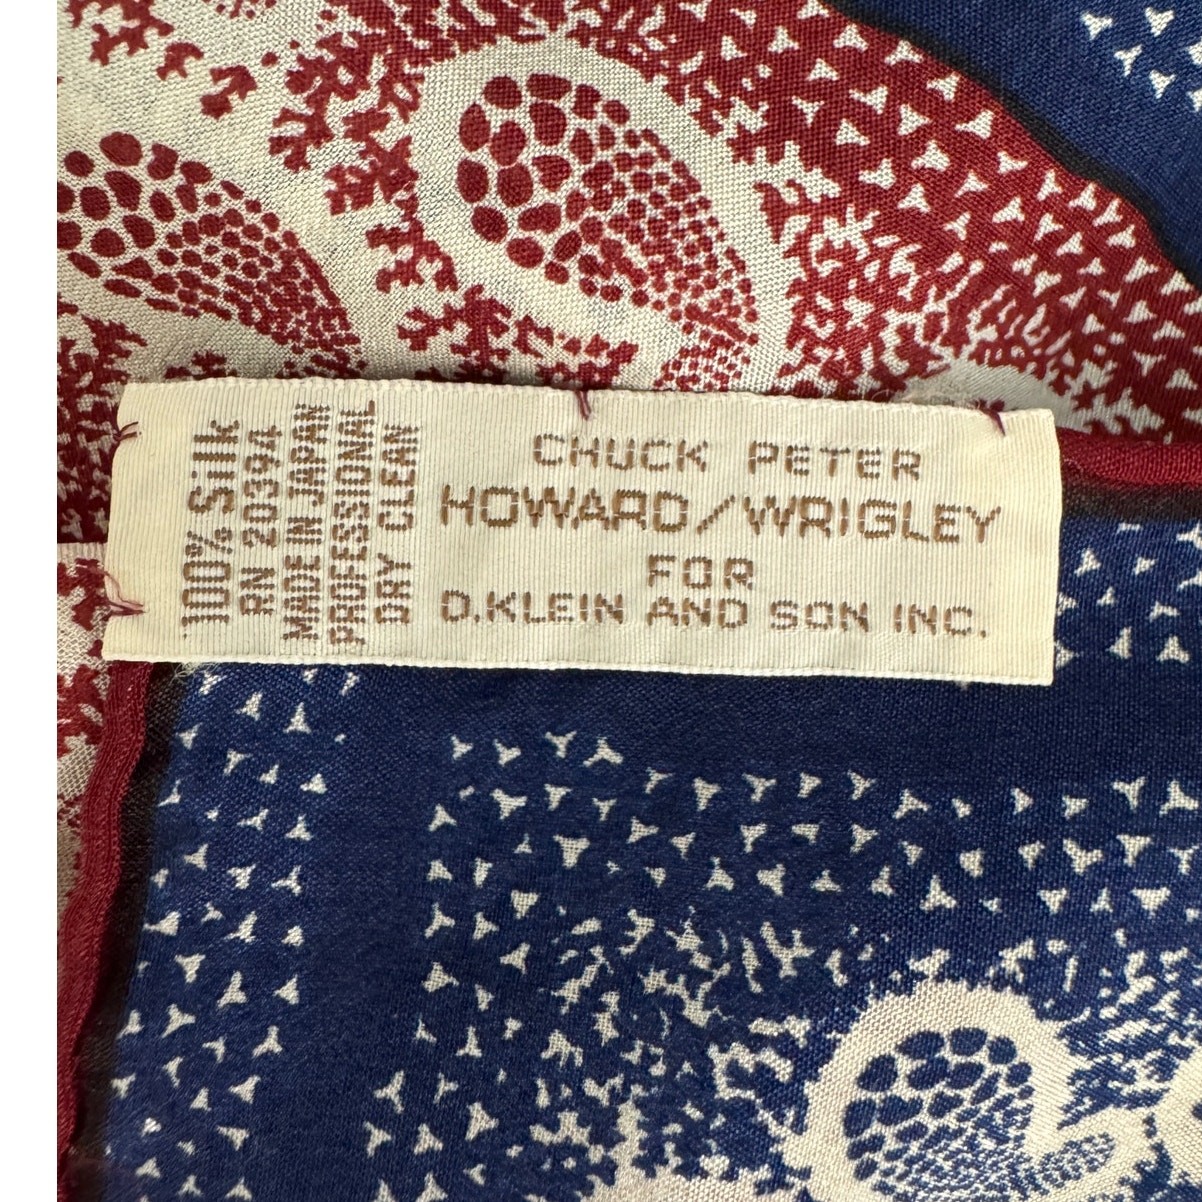 CHUCK PETER
HOWARD/WRIGLEY
FOR
D.KLEIN AND SON INC.
100% Silk
RN 20394
MADE IN JAPAN
PROFESSIONAL
DRY CLEAN